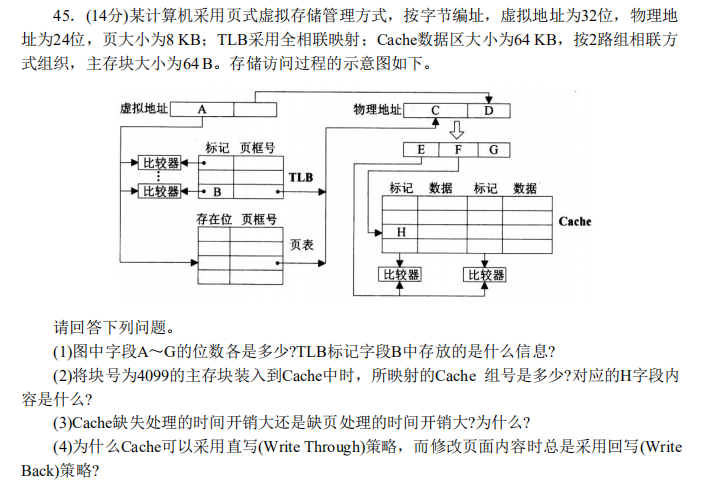 45．(14分)某计算机采用页式虚拟存储管理方式，按字节编址，虚拟地址为32位，物理地
址为24位，页大小为8 KB；TLB采用全相联映射；Cache数据区大小为64 KB，按2路组相联方
式组织，主存块大小为64 B。存储访问过程的示意图如下。
虚拟地址 A
物理地址 C D
标记 页框号
E F G
比较器
比较器 B
TLB
标记 数据 标记 数据
存在位 页框号
Cache
H
页表
比较器 比较器
请回答下列问题。
(1)图中字段A～G的位数各是多少?TLB标记字段B中存放的是什么信息?
(2)将块号为4099的主存块装入到Cache中时，所映射的Cache 组号是多少?对应的H字段内
容是什么?
(3)Cache缺失处理的时间开销大还是缺页处理的时间开销大?为什么?
(4)为什么Cache可以采用直写(Write Through)策略，而修改页面内容时总是采用回写(Write
Back)策略?